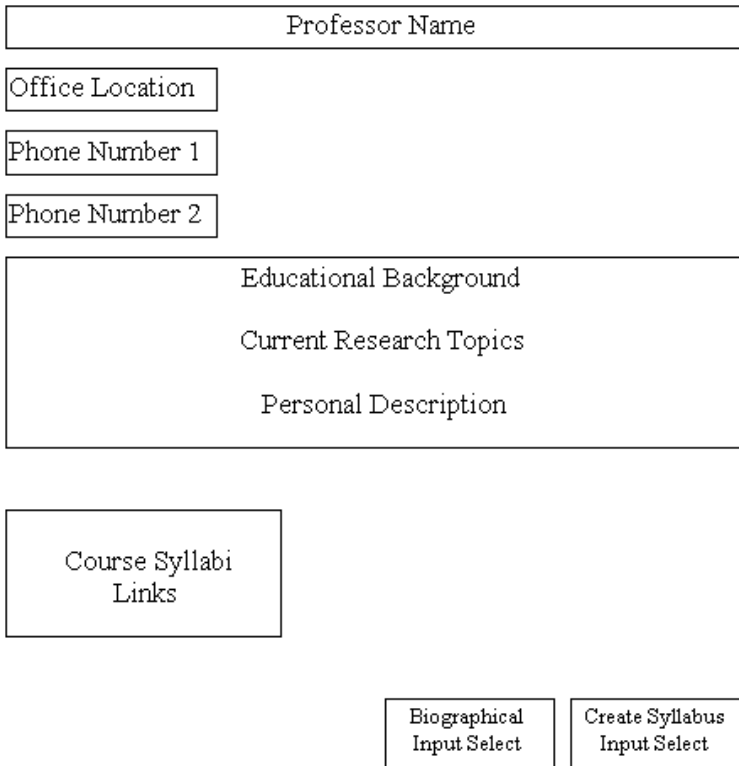 Professor Name
Office Location
Phone Number 1
Phone Number 2
Educational Background
Current Research Topics
Personal Description
Course Syllabi
Links
Biographical
Input Select
Create Syllabus
Input Select